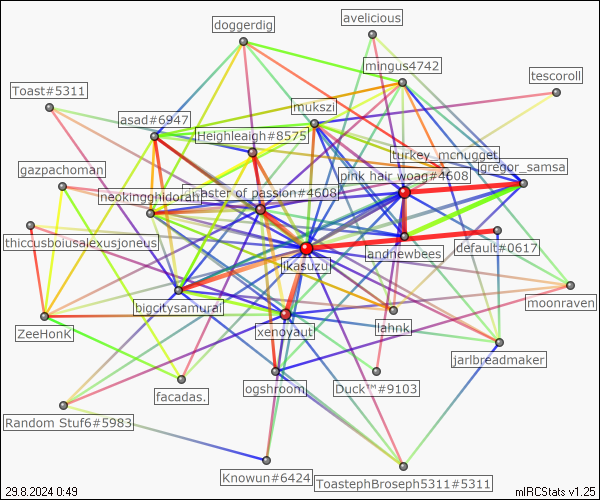 avelicious
doggerdig
mingus4742
tescoroll
Toast#5311
mukszi
asad#6947
Heighleaigh#8575
turkey_mcnugget
gregor_samsa
gazpachoman
pink hair woag#4608
neokingghidorah
master of passion#4608
thiccusboiusalexusjoneus
default#0617
andnewbees
ikasuzu
moonraven
bigcitysamurai
lahnk
ZeeHonK
xenovaut
jarlbreadmaker
ogshroom
Duck™#9103
facadas.
Random Stuf6#5983
Knowun#6424
ToastephBroseph5311#5311
29.8.2024 0:49
mIRCStats v1.25